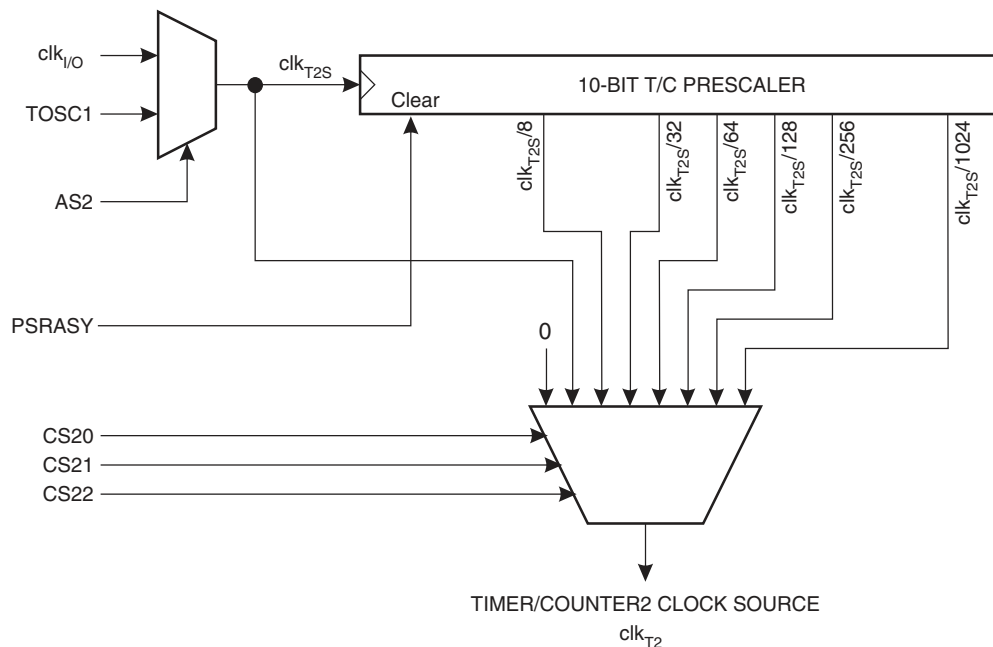 clkI/O
TOSC1
AS2
PSRASY
clkT2S
10-BIT T/C PRESCALER
Clear
clkT2S/8
clkT2S/32
clkT2S/64
clkT2S/128
clkT2S/256
clkT2S/1024
0
CS20
CS21
CS22
TIMER/COUNTER2 CLOCK SOURCE
clkT2